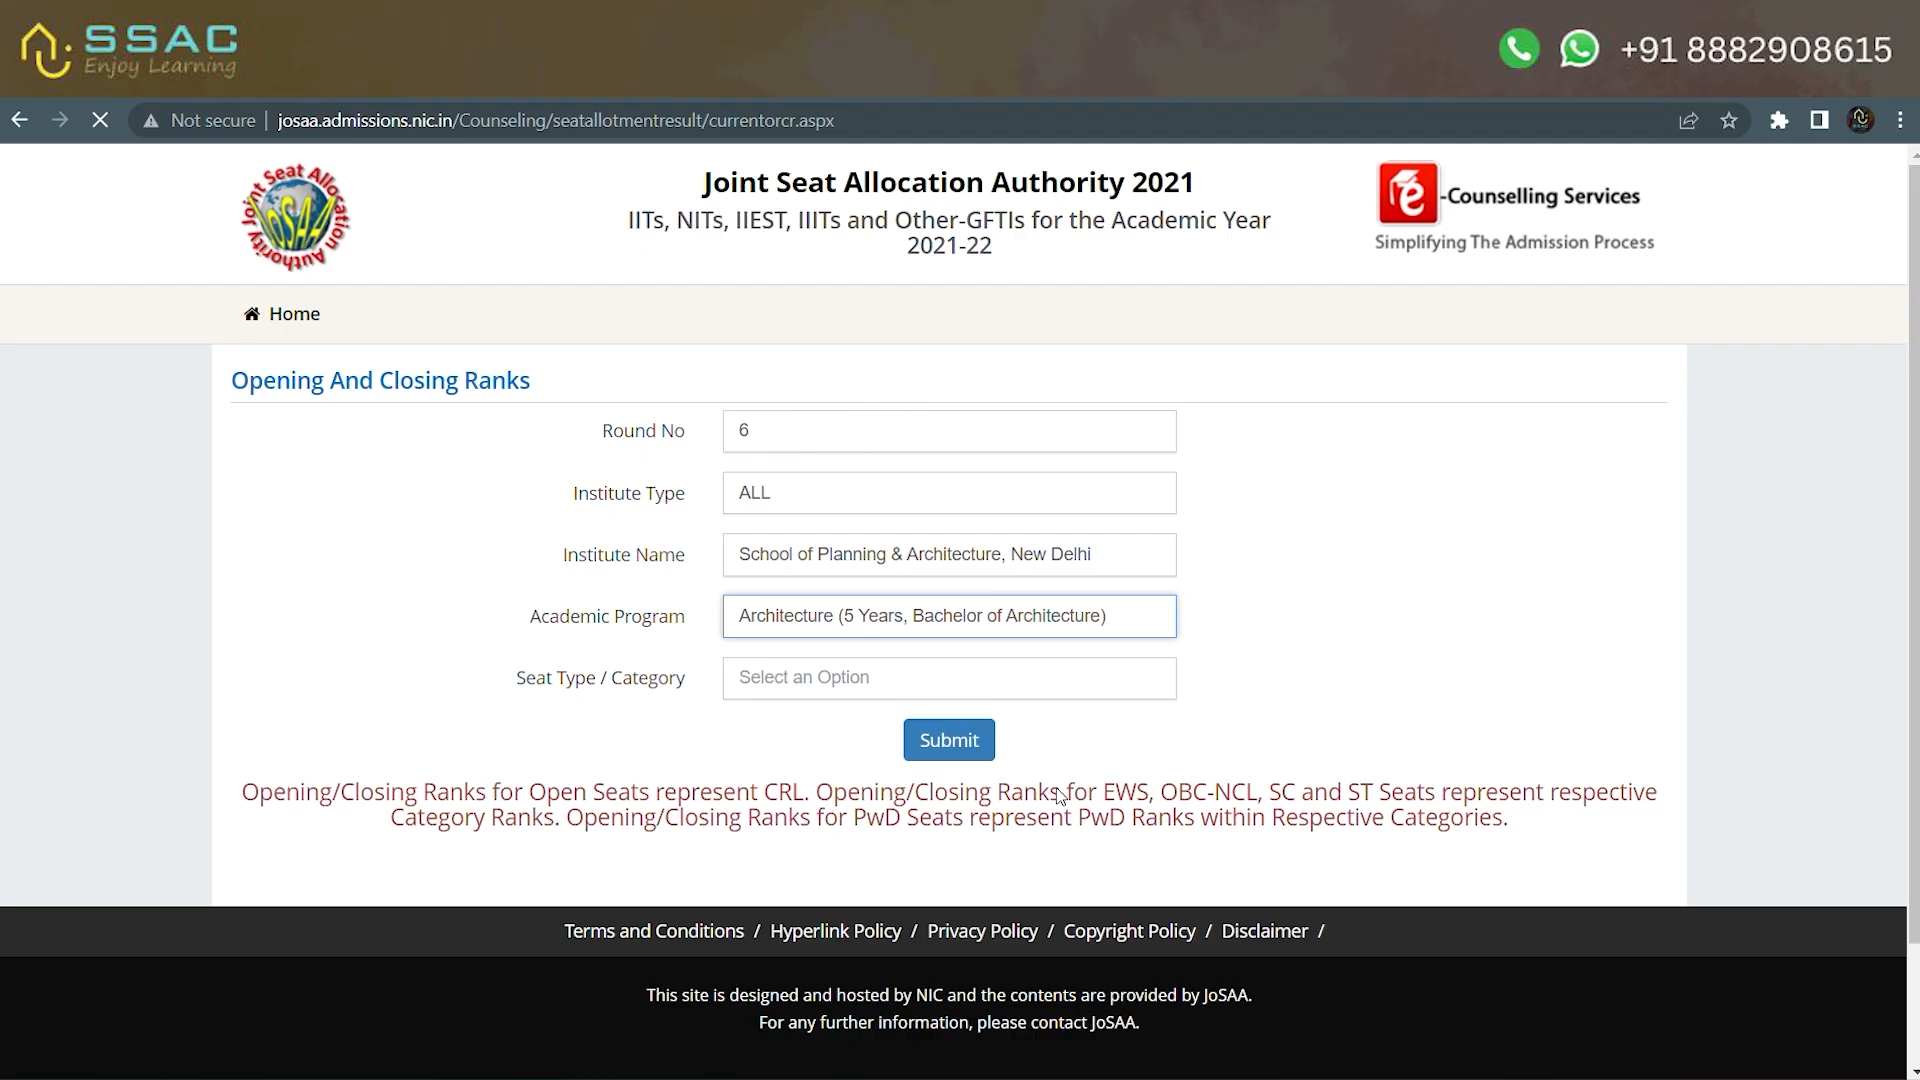 SSAC
Enjoy Learning
+91 8882908615
Not secure | josaa.admissions.nic.in/Counseling/seatallotmentresult/currentorcr.aspx
Joint Seat Allocation Authority
JoSAA
Joint Seat Allocation Authority 2021
IITs, NITs, IIEST, IIITs and Other-GFTIs for the Academic Year
2021-22
e-Counselling Services
Simplifying The Admission Process
Home
Opening And Closing Ranks
Round No 6
Institute Type ALL
Institute Name School of Planning & Architecture, New Delhi
Academic Program Architecture (5 Years, Bachelor of Architecture)
Seat Type / Category Select an Option
Submit
Opening/Closing Ranks for Open Seats represent CRL. Opening/Closing Ranks for EWS, OBC-NCL, SC and ST Seats represent respective
Category Ranks. Opening/Closing Ranks for PwD Seats represent PwD Ranks within Respective Categories.
Terms and Conditions / Hyperlink Policy / Privacy Policy / Copyright Policy / Disclaimer /
This site is designed and hosted by NIC and the contents are provided by JoSAA.
For any further information, please contact JoSAA.